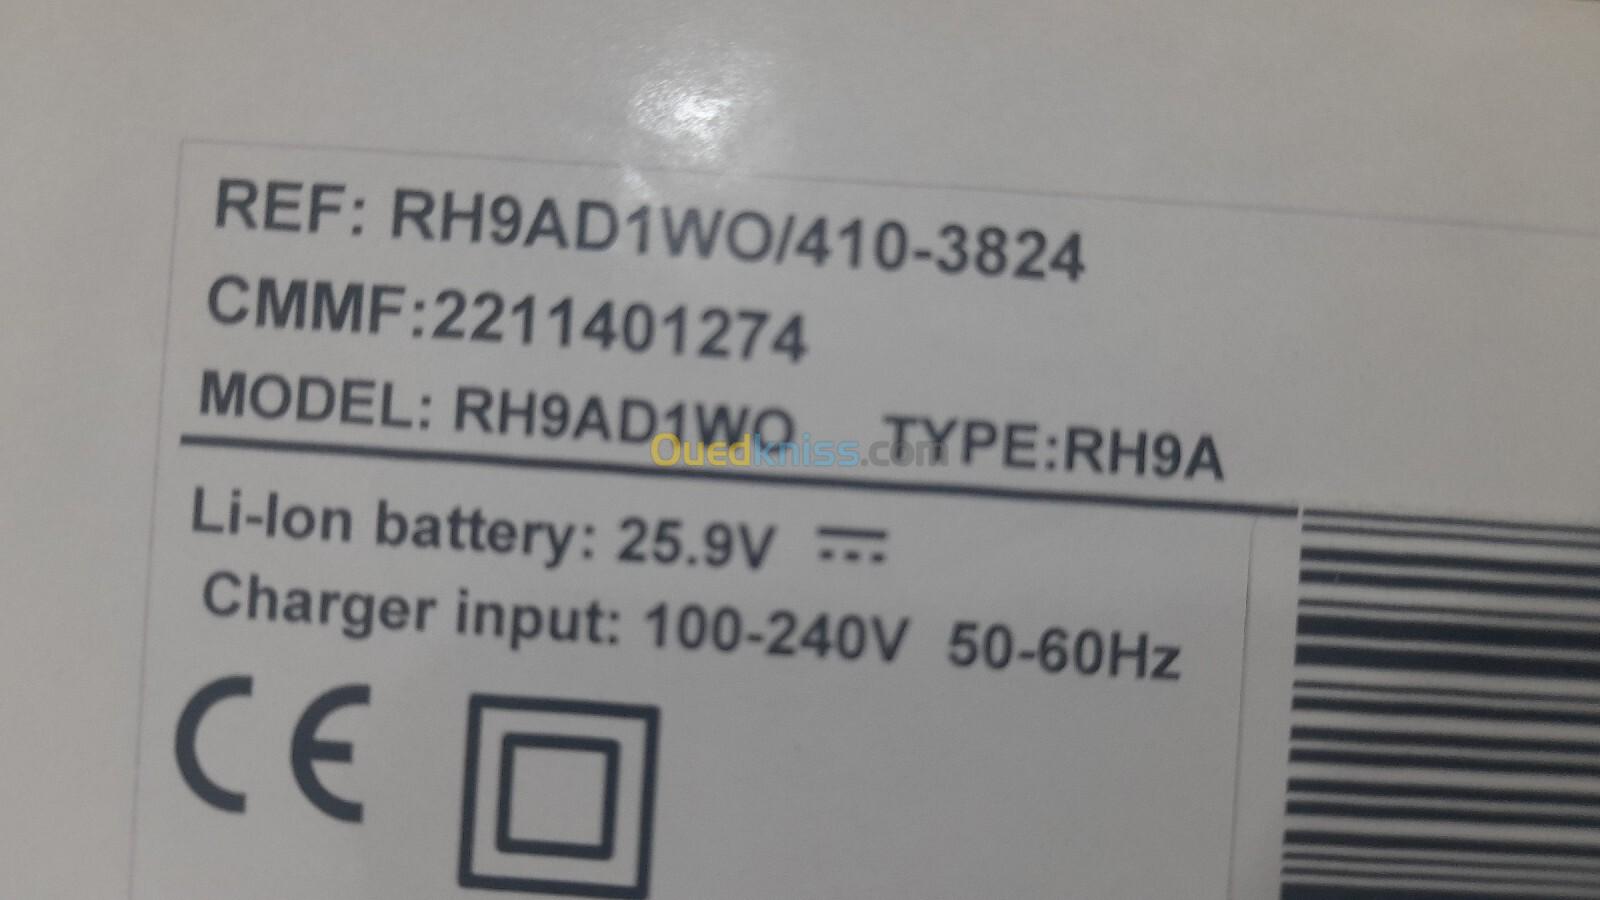 REF: RH9AD1WO/410-3824
CMMF:2211401274
MODEL: RH9AD1WO TYPE:RH9A
Ouedkniss.com
Li-Ion battery: 25.9V
Charger input: 100-240V 50-60Hz
CE